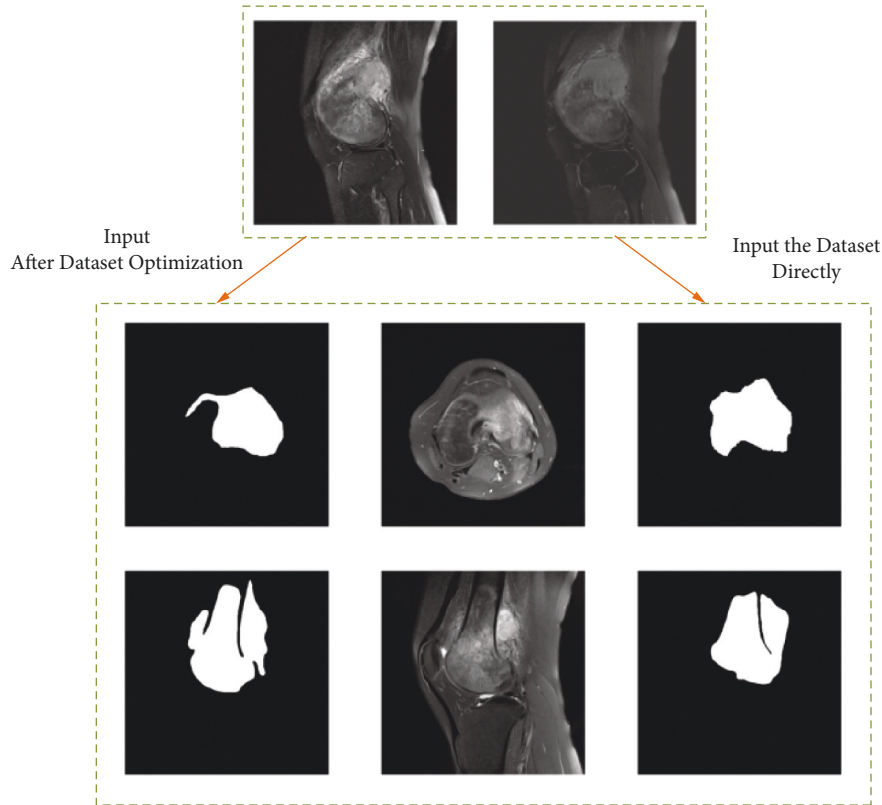 Input
After Dataset Optimization
Input the Dataset
Directly